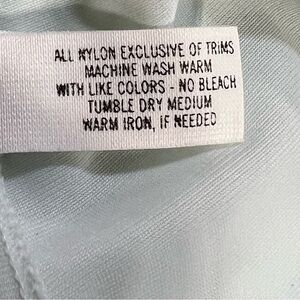 ALL NYLON EXCLUSIVE OF TRIMS
MACHINE WASH WARM
WITH LIKE COLORS - NO BLEACH
TUMBLE DRY MEDIUM
WARM IRON, IF NEEDED